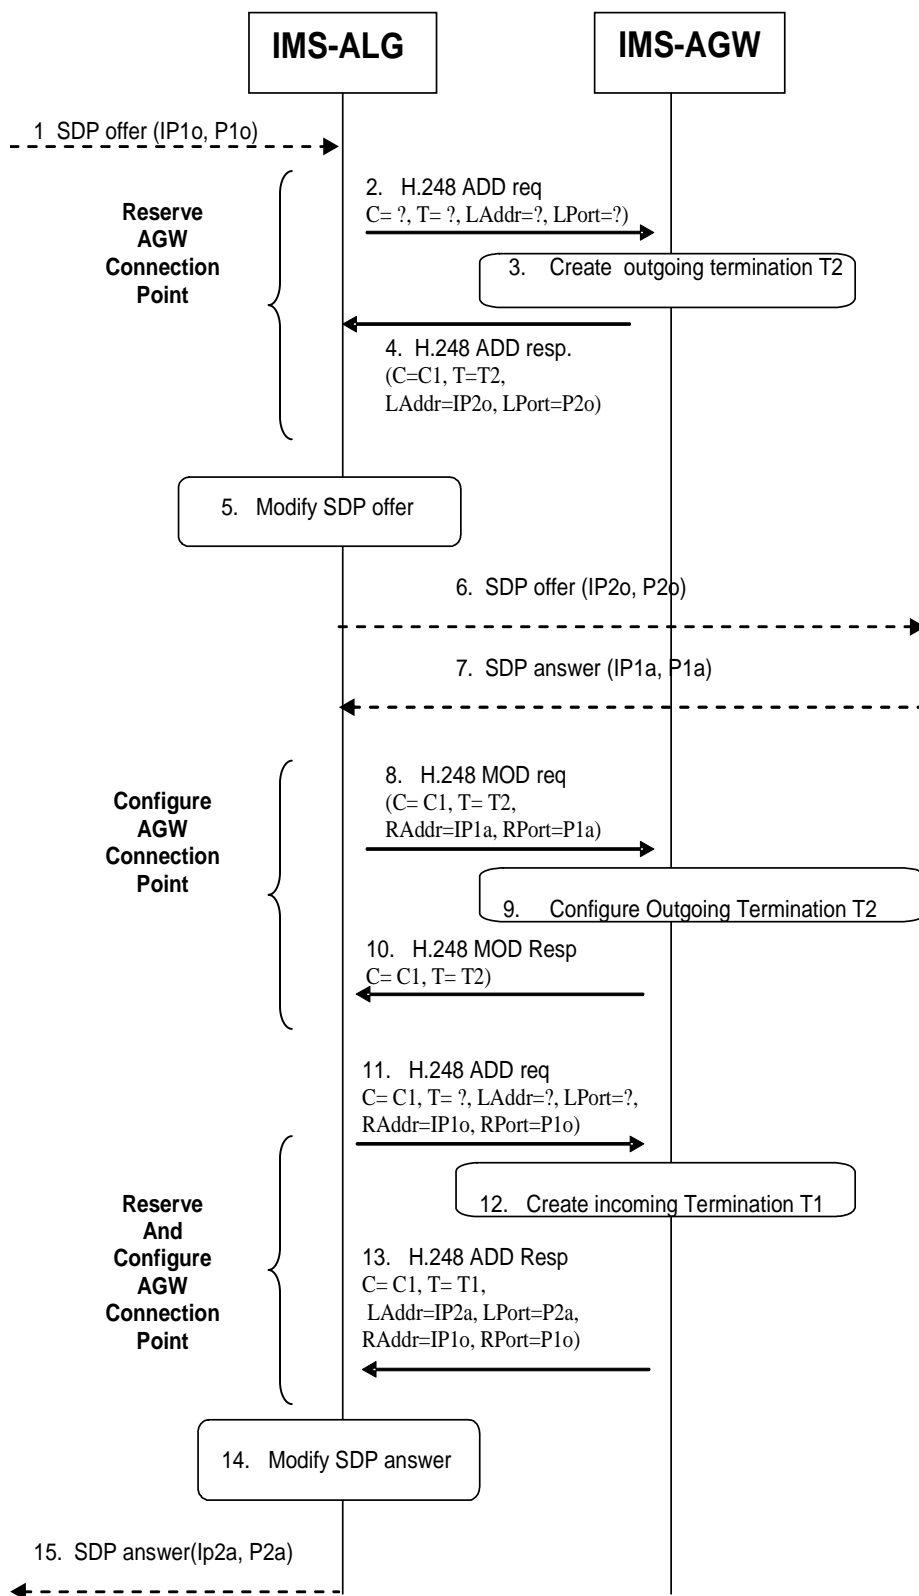 IMS-ALG
IMS-AGW
1 SDP offer (IP1o, P1o)
Reserve
AGW
Connection
Point
2. H.248 ADD req
C= ?, T= ?, LAddr=?, LPort=?)
3. Create outgoing termination T2
4. H.248 ADD resp.
(C=C1, T=T2,
LAddr=IP2o, LPort=P2o)
5. Modify SDP offer
6. SDP offer (IP2o, P2o)
7. SDP answer (IP1a, P1a)
Configure
AGW
Connection
Point
8. H.248 MOD req
(C= C1, T= T2,
RAddr=IP1a, RPort=P1a)
9. Configure Outgoing Termination T2
10. H.248 MOD Resp
C= C1, T= T2)
11. H.248 ADD req
C= C1, T= ?, LAddr=?, LPort=?,
RAddr=IP1o, RPort=P1o)
12. Create incoming Termination T1
Reserve
And
Configure
AGW
Connection
Point
13. H.248 ADD Resp
C= C1, T= T1,
LAddr=IP2a, LPort=P2a,
RAddr=IP1o, RPort=P1o)
14. Modify SDP answer
15. SDP answer(Ip2a, P2a)